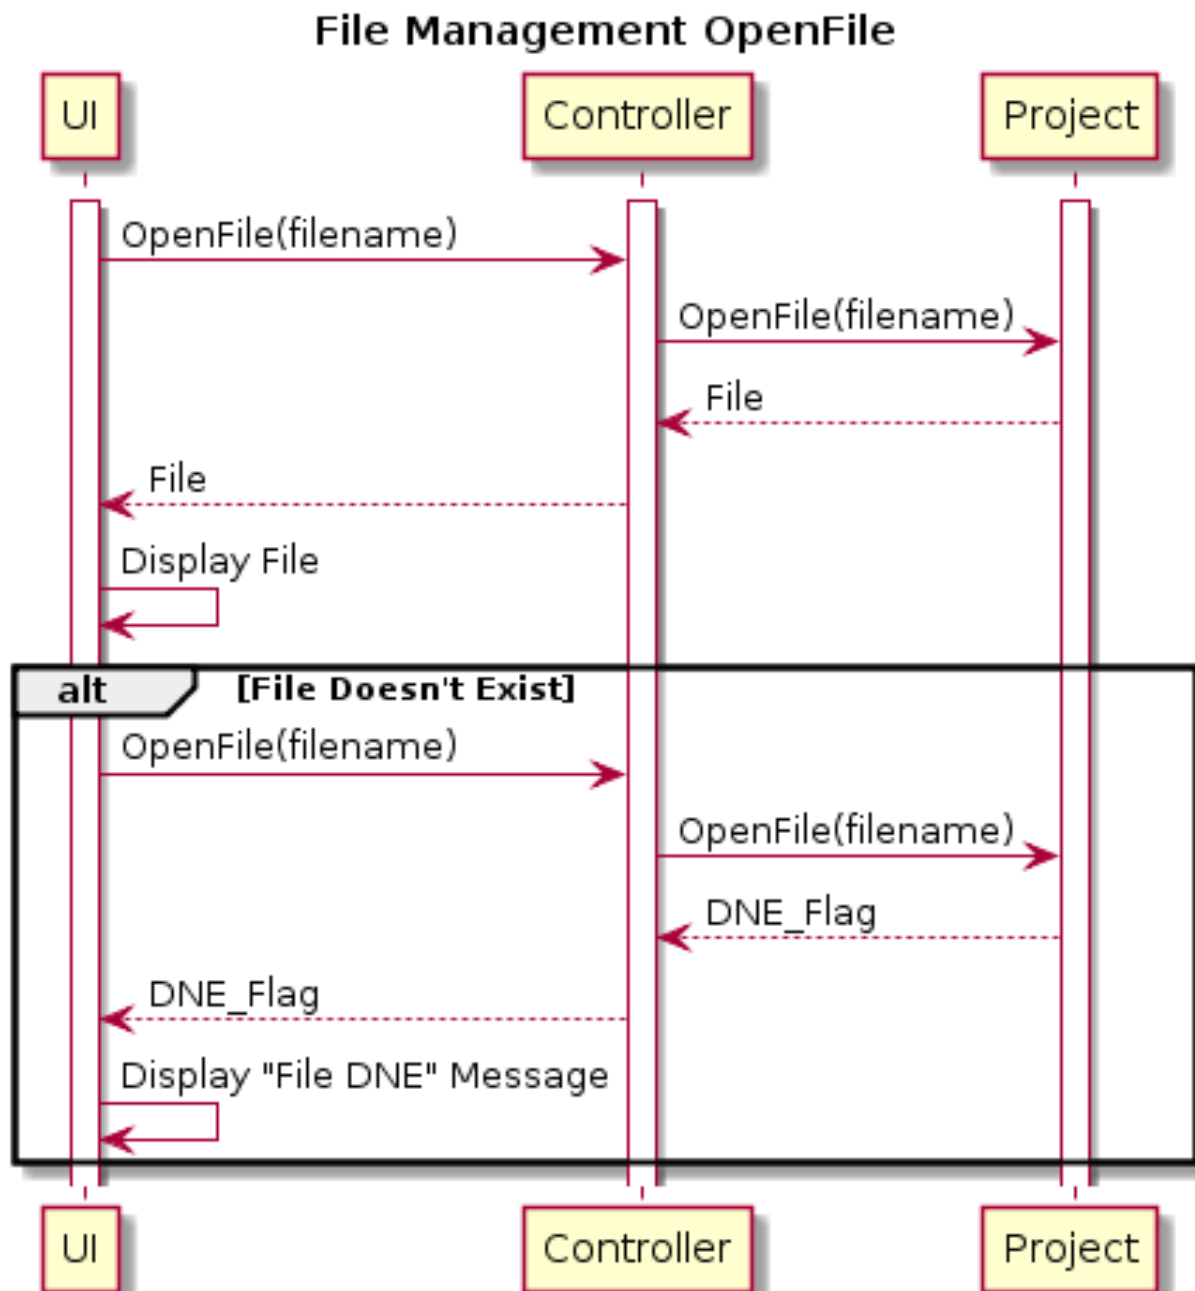 File Management OpenFile
UI
Controller
Project
OpenFile(filename)
OpenFile(filename)
File
File
Display File
alt
[File Doesn't Exist]
OpenFile(filename)
OpenFile(filename)
DNE_Flag
DNE_Flag
Display "File DNE" Message
UI
Controller
Project